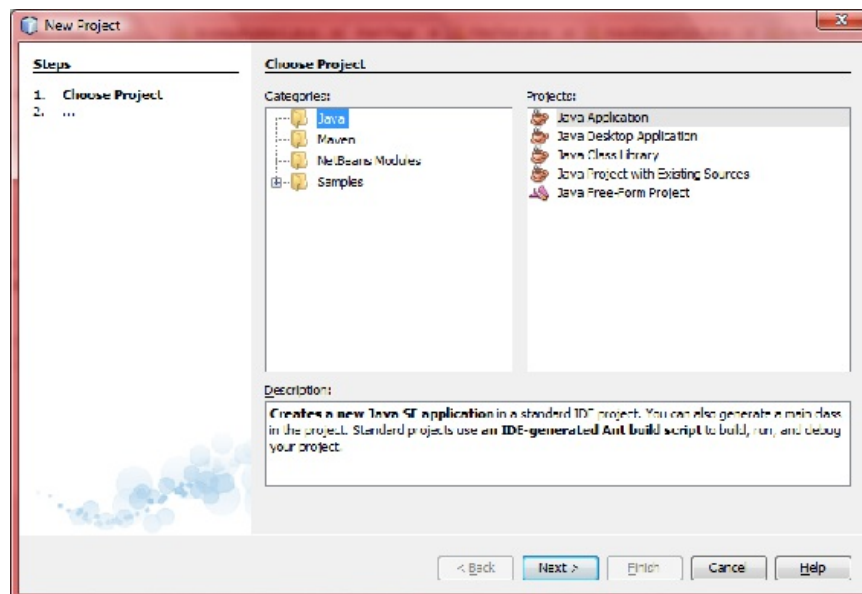 New Project
Steps
1. Choose Project
2. ...
Choose Project
Categories:
Java
Maven
NetBeans Modules
Samples
Projects:
Java Application
Java Desktop Application
Java Class Library
Java Project with Existing Sources
Java Free-Form Project
Description:
Creates a new Java SE application in a standard IDE project. You can also generate a main class
in the project. Standard projects use an IDE-generated Ant build script to build, run, and debug
your project.
< Back
Next >
Finish
Cancel
Help